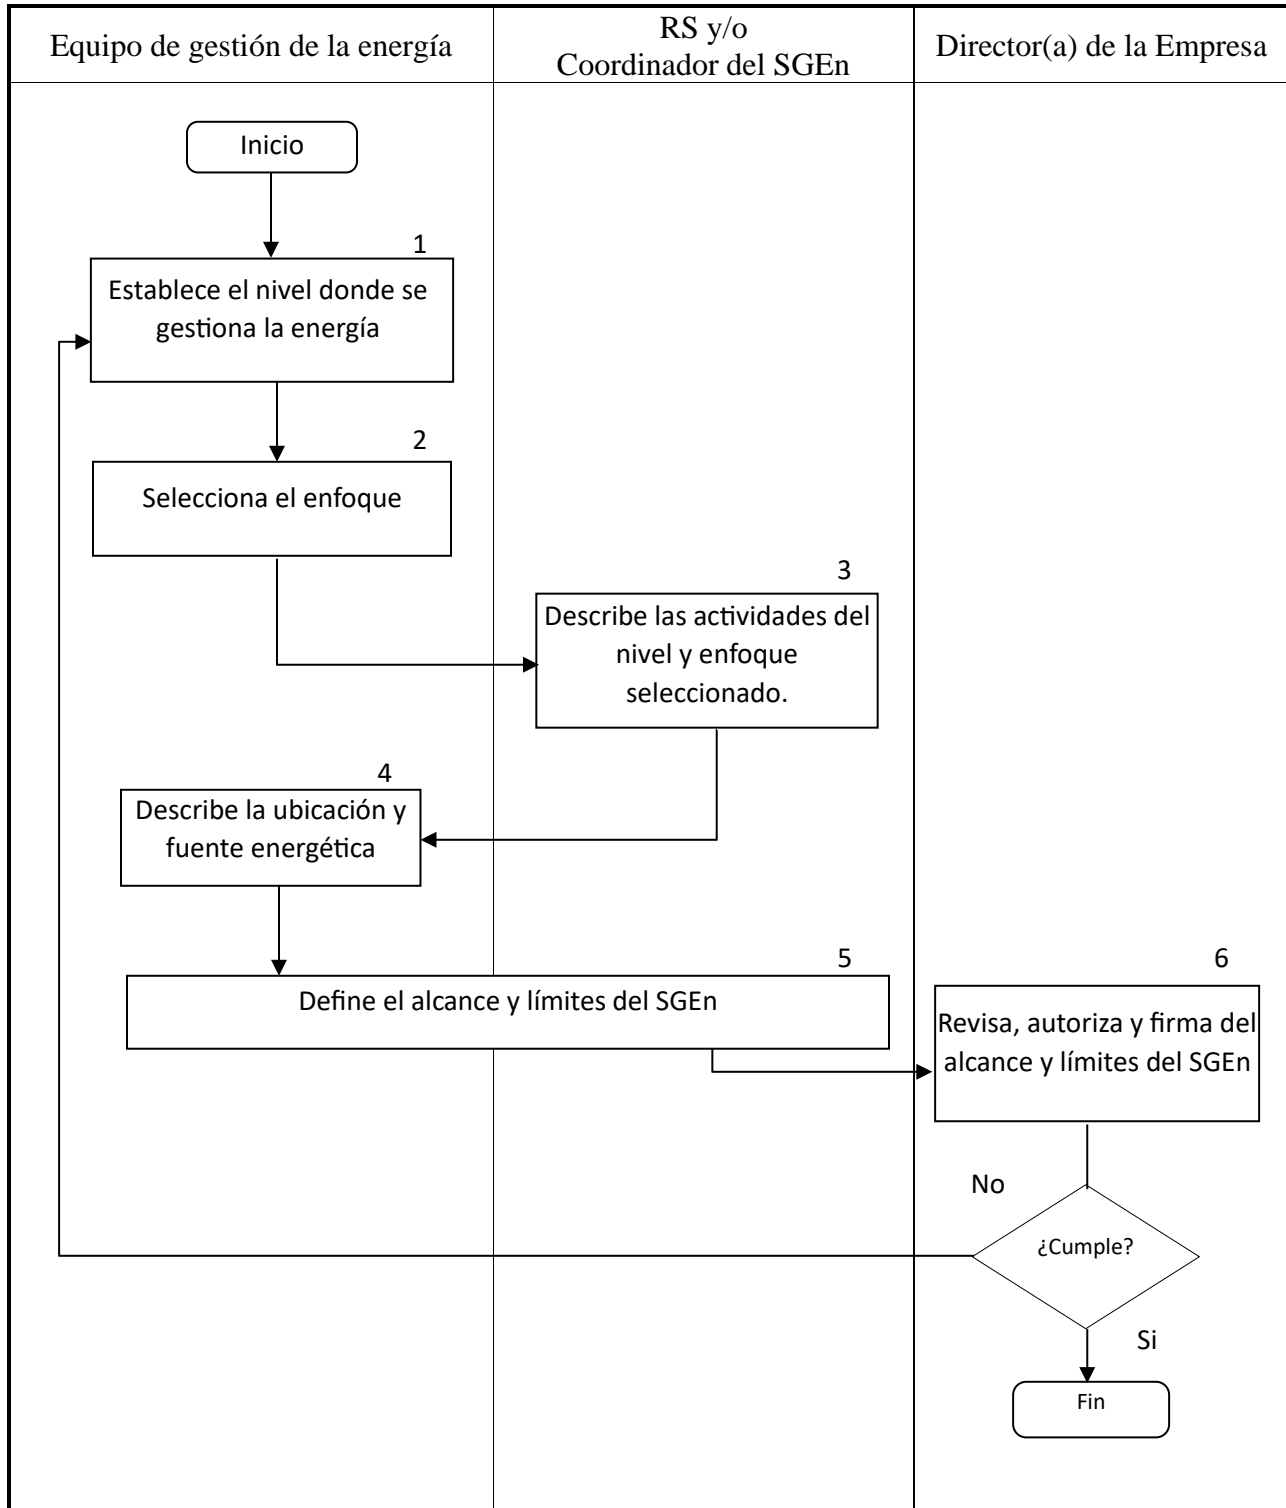 Equipo de gestión de la energía
RS y/o
Coordinador del SGEn
Director(a) de la Empresa
Inicio
1
Establece el nivel donde se
gestiona la energía
2
Selecciona el enfoque
3
Describe las actividades del
nivel y enfoque
seleccionado.
4
Describe la ubicación y
fuente energética
5
Define el alcance y límites del SGEn
6
Revisa, autoriza y firma del
alcance y límites del SGEn
No
¿Cumple?
Si
Fin